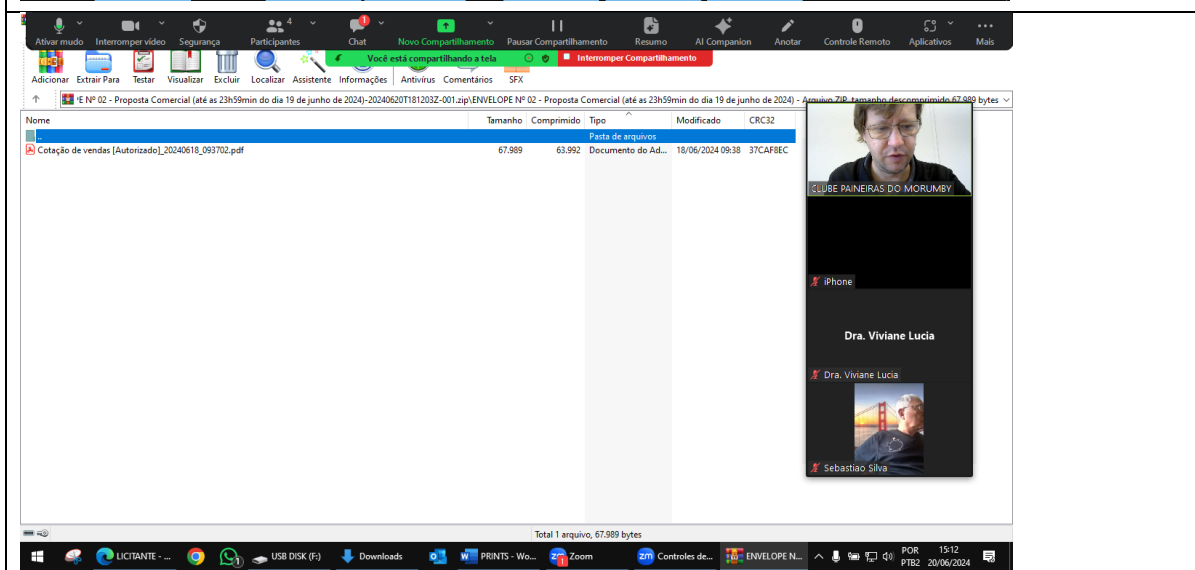 4
1
Ativar mudo Interromper vídeo Segurança Participantes Chat Novo Compartilhamento Pausar Compartilhamento Resumo AI Companion Anotar Controle Remoto Aplicativos Mais
Você está compartilhando a tela Interromper Compartilhamento
Adicionar Extrair Para Testar Visualizar Excluir Localizar Assistente Informações Antivírus Comentários SFX
'E Nº 02 - Proposta Comercial (até as 23h59min do dia 19 de junho de 2024)-20240620T181203Z-001.zip\ENVELOPE Nº 02 - Proposta Comercial (até as 23h59min do dia 19 de junho de 2024) - Arquivo ZIP, tamanho descomprimido 67.989 bytes
Nome Tamanho Comprimido Tipo Modificado CRC32
.. Pasta de arquivos
Cotação de vendas [Autorizado]_20240618_093702.pdf 67.989 63.992 Documento do Ad... 18/06/2024 09:38 37CAF8EC
CLUBE PAINEIRAS DO MORUMBY
iPhone
Dra. Viviane Lucia
Dra. Viviane Lucia
Sebastiao Silva
Total 1 arquivo, 67.989 bytes
LICITANTE - ... USB DISK (F:) Downloads PRINTS - Wo... Zoom Controles de... ENVELOPE N... POR 15:12
PTB2 20/06/2024